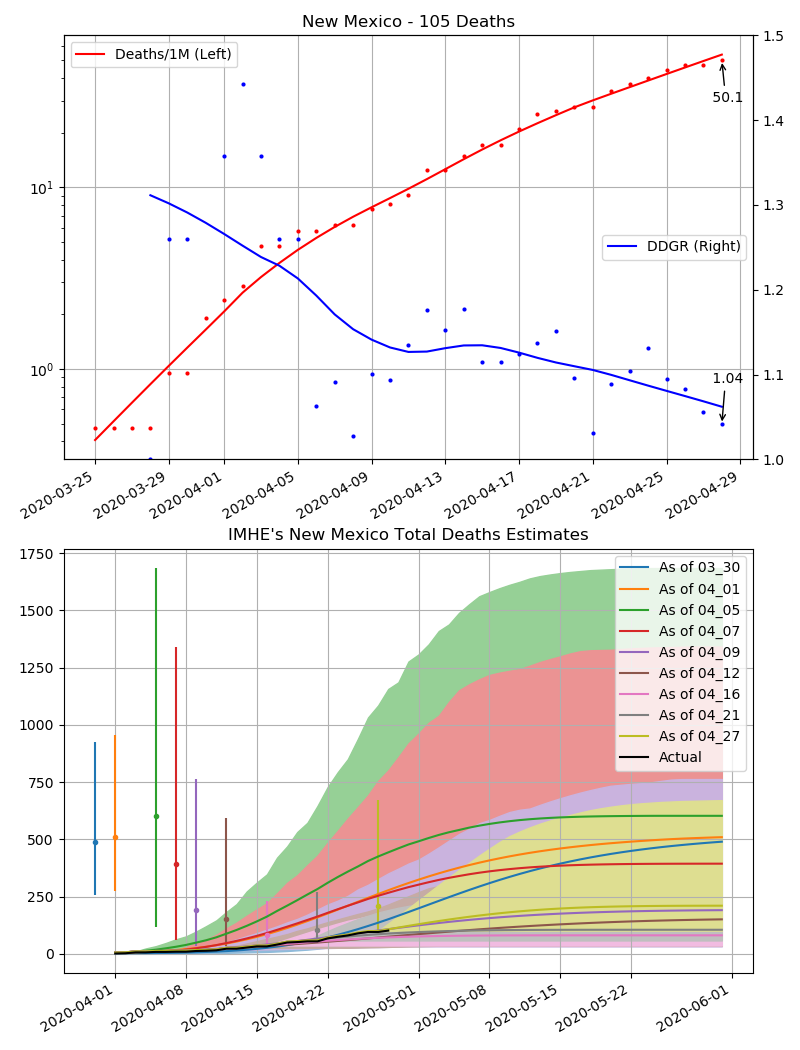 New Mexico - 105 Deaths
Deaths/1M (Left)
DDGR (Right)
50.1
1.04
10¹
10⁰
1.5
1.4
1.3
1.2
1.1
1.0
2020-03-25
2020-03-29
2020-04-01
2020-04-05
2020-04-09
2020-04-13
2020-04-17
2020-04-21
2020-04-25
2020-04-29
IMHE's New Mexico Total Deaths Estimates
1750
1500
1250
1000
750
500
250
0
As of 03_30
As of 04_01
As of 04_05
As of 04_07
As of 04_09
As of 04_12
As of 04_16
As of 04_21
As of 04_27
Actual
2020-04-01
2020-04-08
2020-04-15
2020-04-22
2020-05-01
2020-05-08
2020-05-15
2020-05-22
2020-06-01